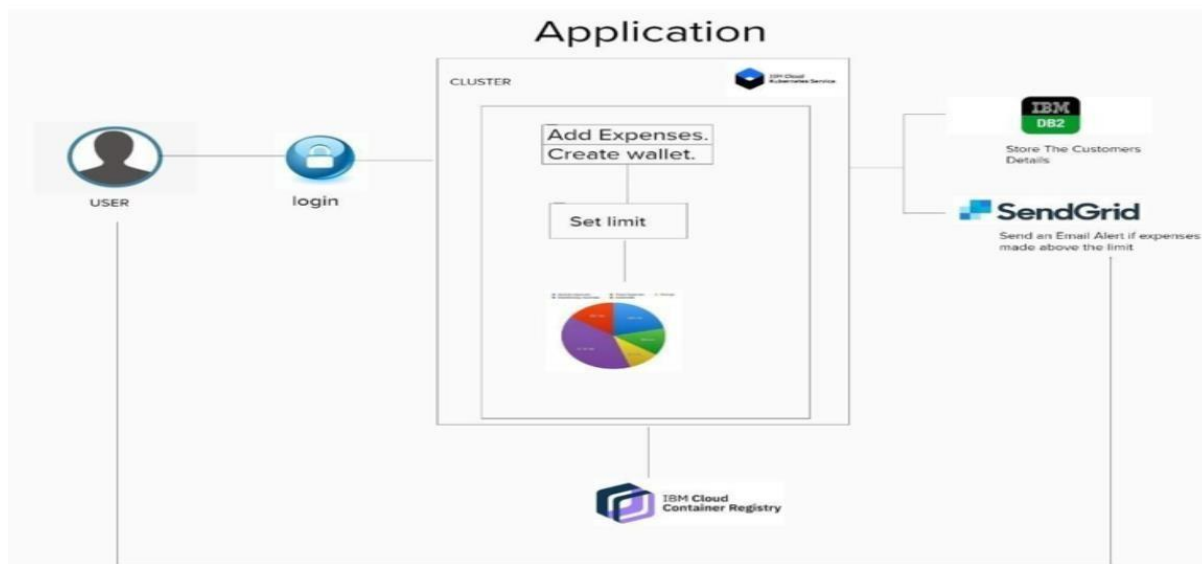 Application
CLUSTER
IBM Cloud
Kubernetes Service
Add Expenses.
Create wallet.
Set limit
USER
login
IBM
DB2
Store The Customers
Details
SendGrid
Send an Email Alert if expenses
made above the limit
IBM Cloud
Container Registry